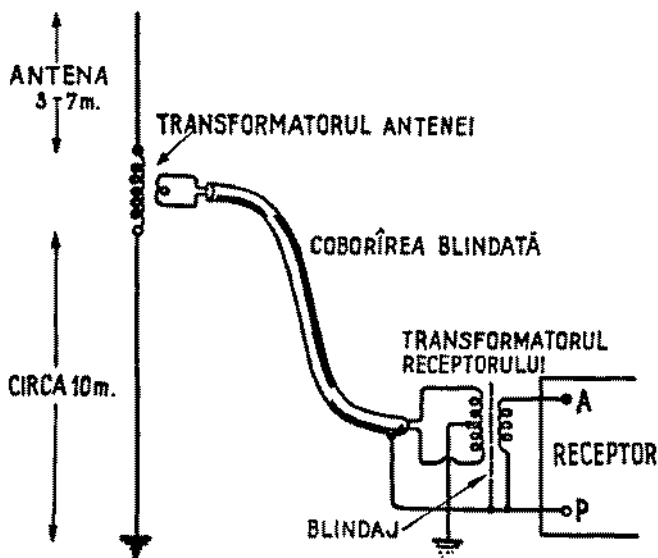 ANTENA
3-7m.
TRANSFORMATORUL ANTENEI
COBORÎREA BLINDATĂ
TRANSFORMATORUL
RECEPTORULUI
CIRCA 10m.
A
RECEPTOR
P
BLINDAJ